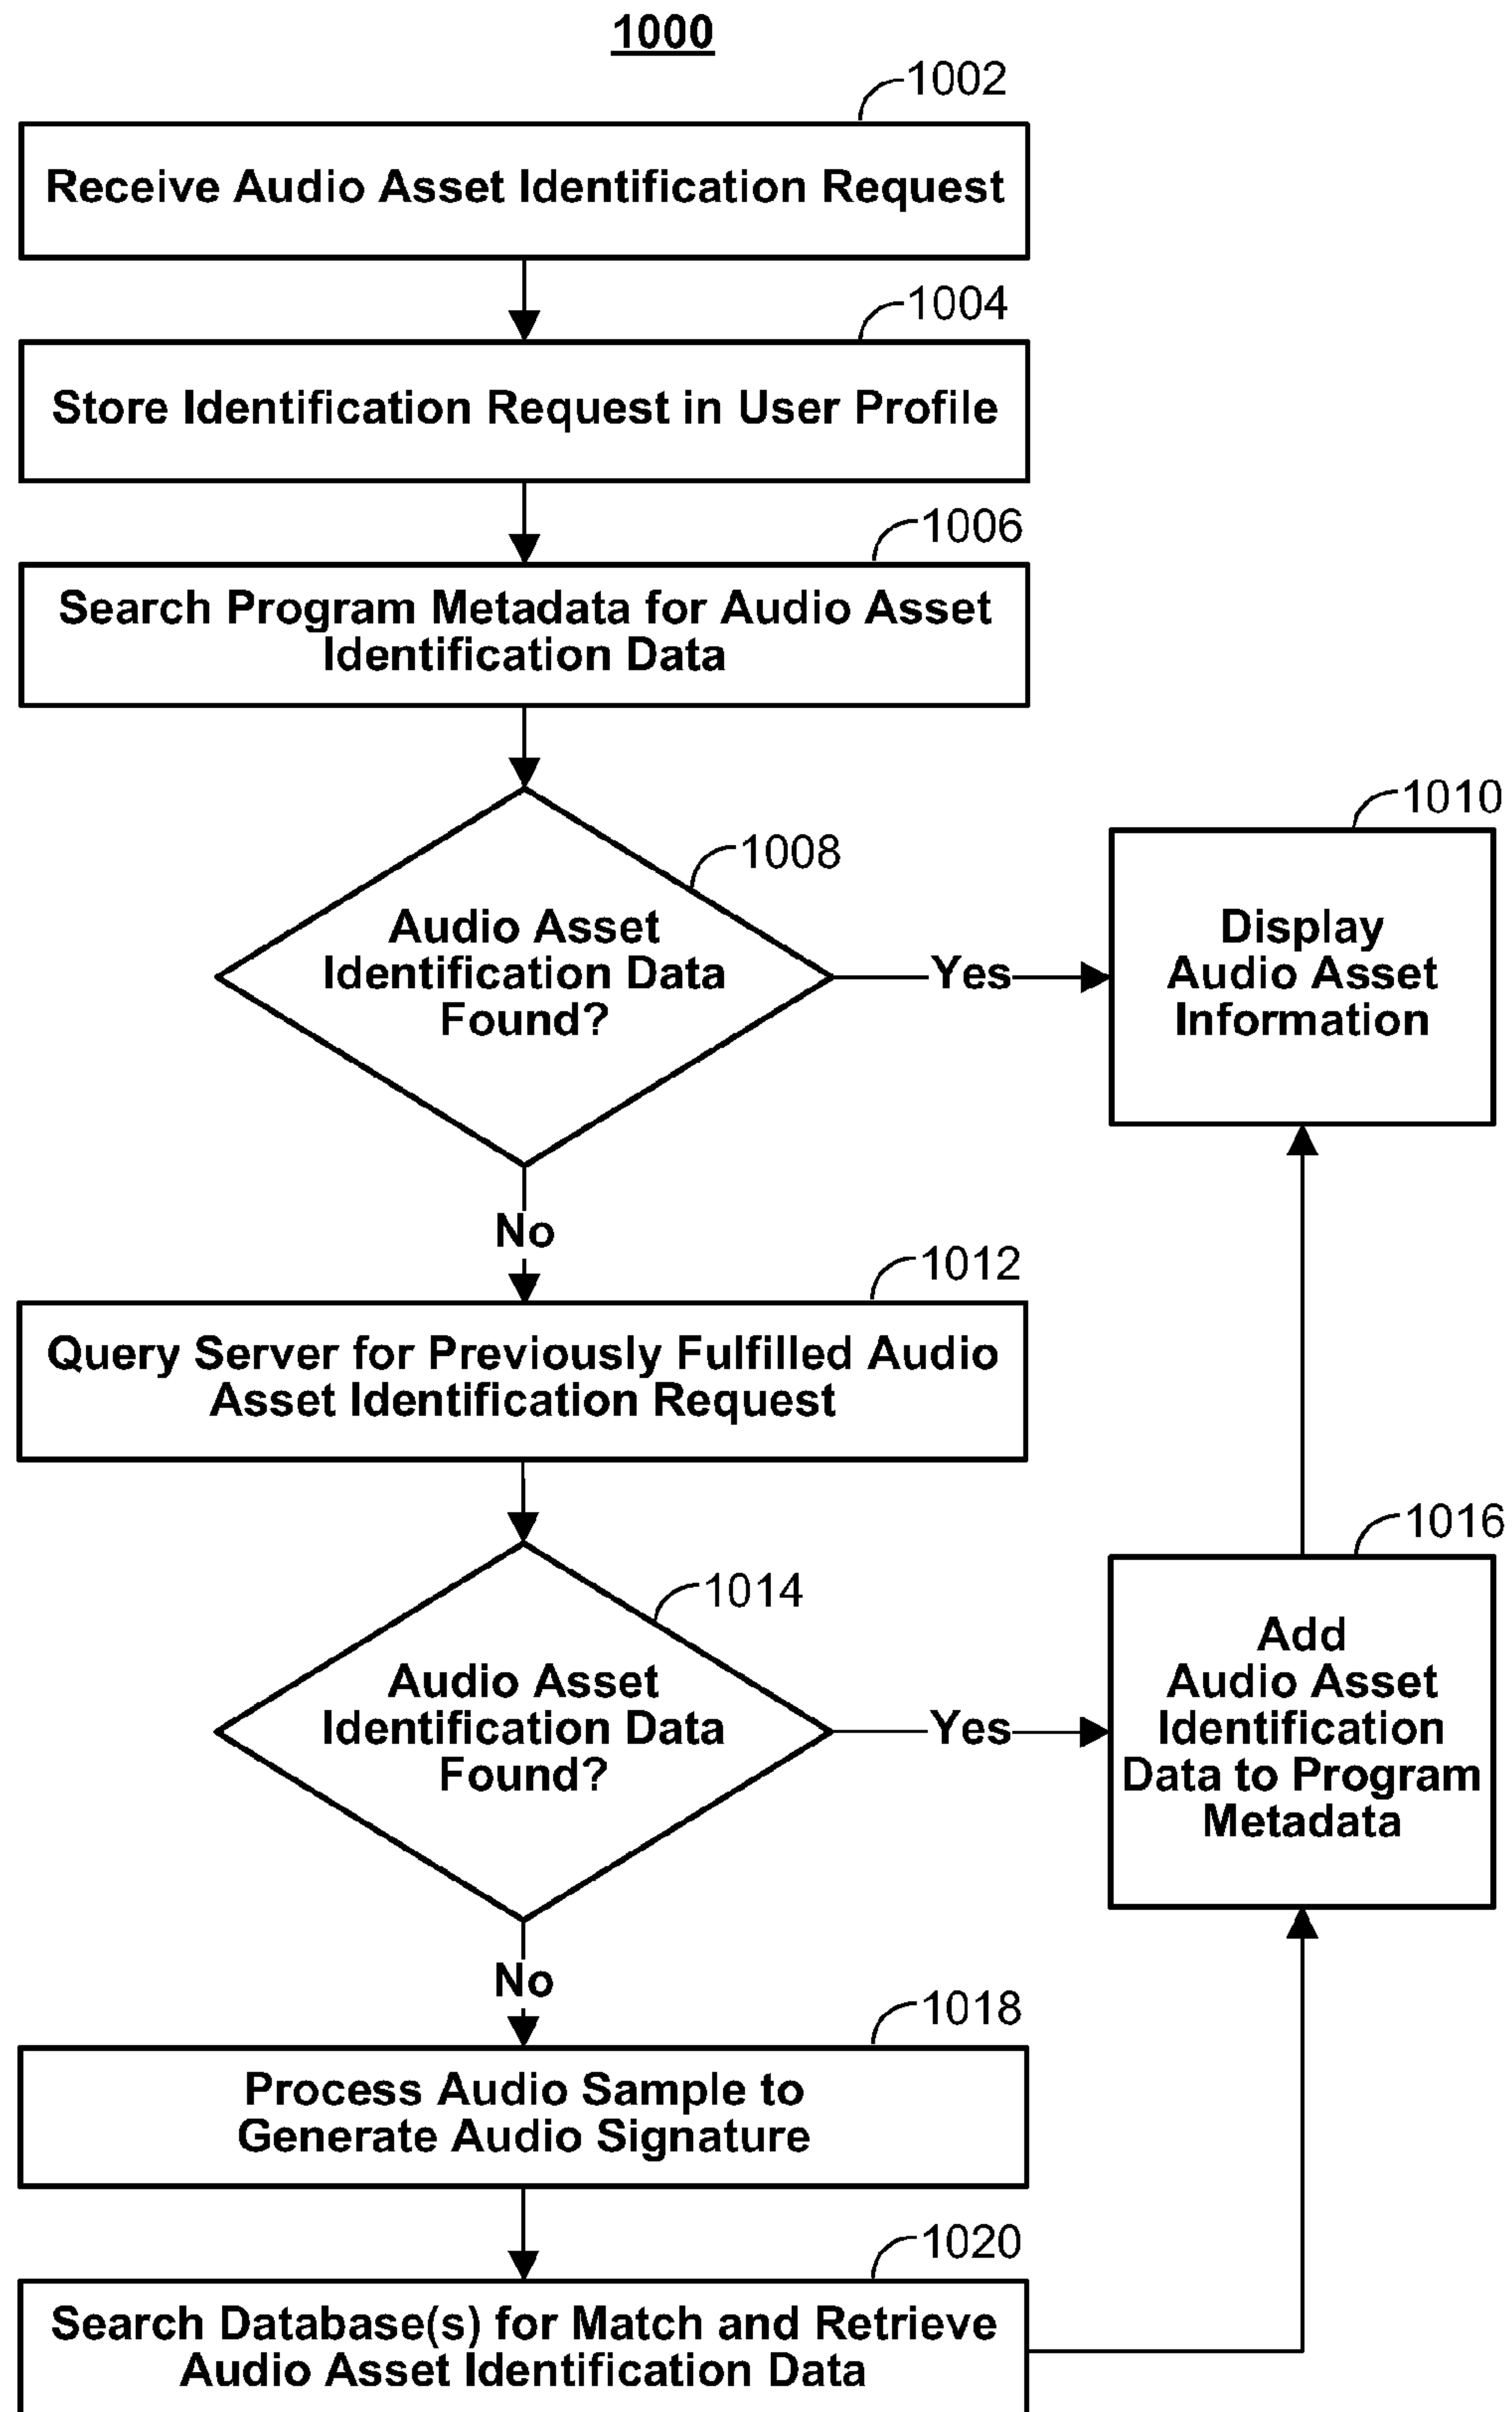 1000
1002
Receive Audio Asset Identification Request
1004
Store Identification Request in User Profile
1006
Search Program Metadata for Audio Asset
Identification Data
1008
Audio Asset
Identification Data
Found?
Yes
1010
Display
Audio Asset
Information
No
1012
Query Server for Previously Fulfilled Audio
Asset Identification Request
1014
Audio Asset
Identification Data
Found?
Yes
1016
Add
Audio Asset
Identification
Data to Program
Metadata
No
1018
Process Audio Sample to
Generate Audio Signature
1020
Search Database(s) for Match and Retrieve
Audio Asset Identification Data